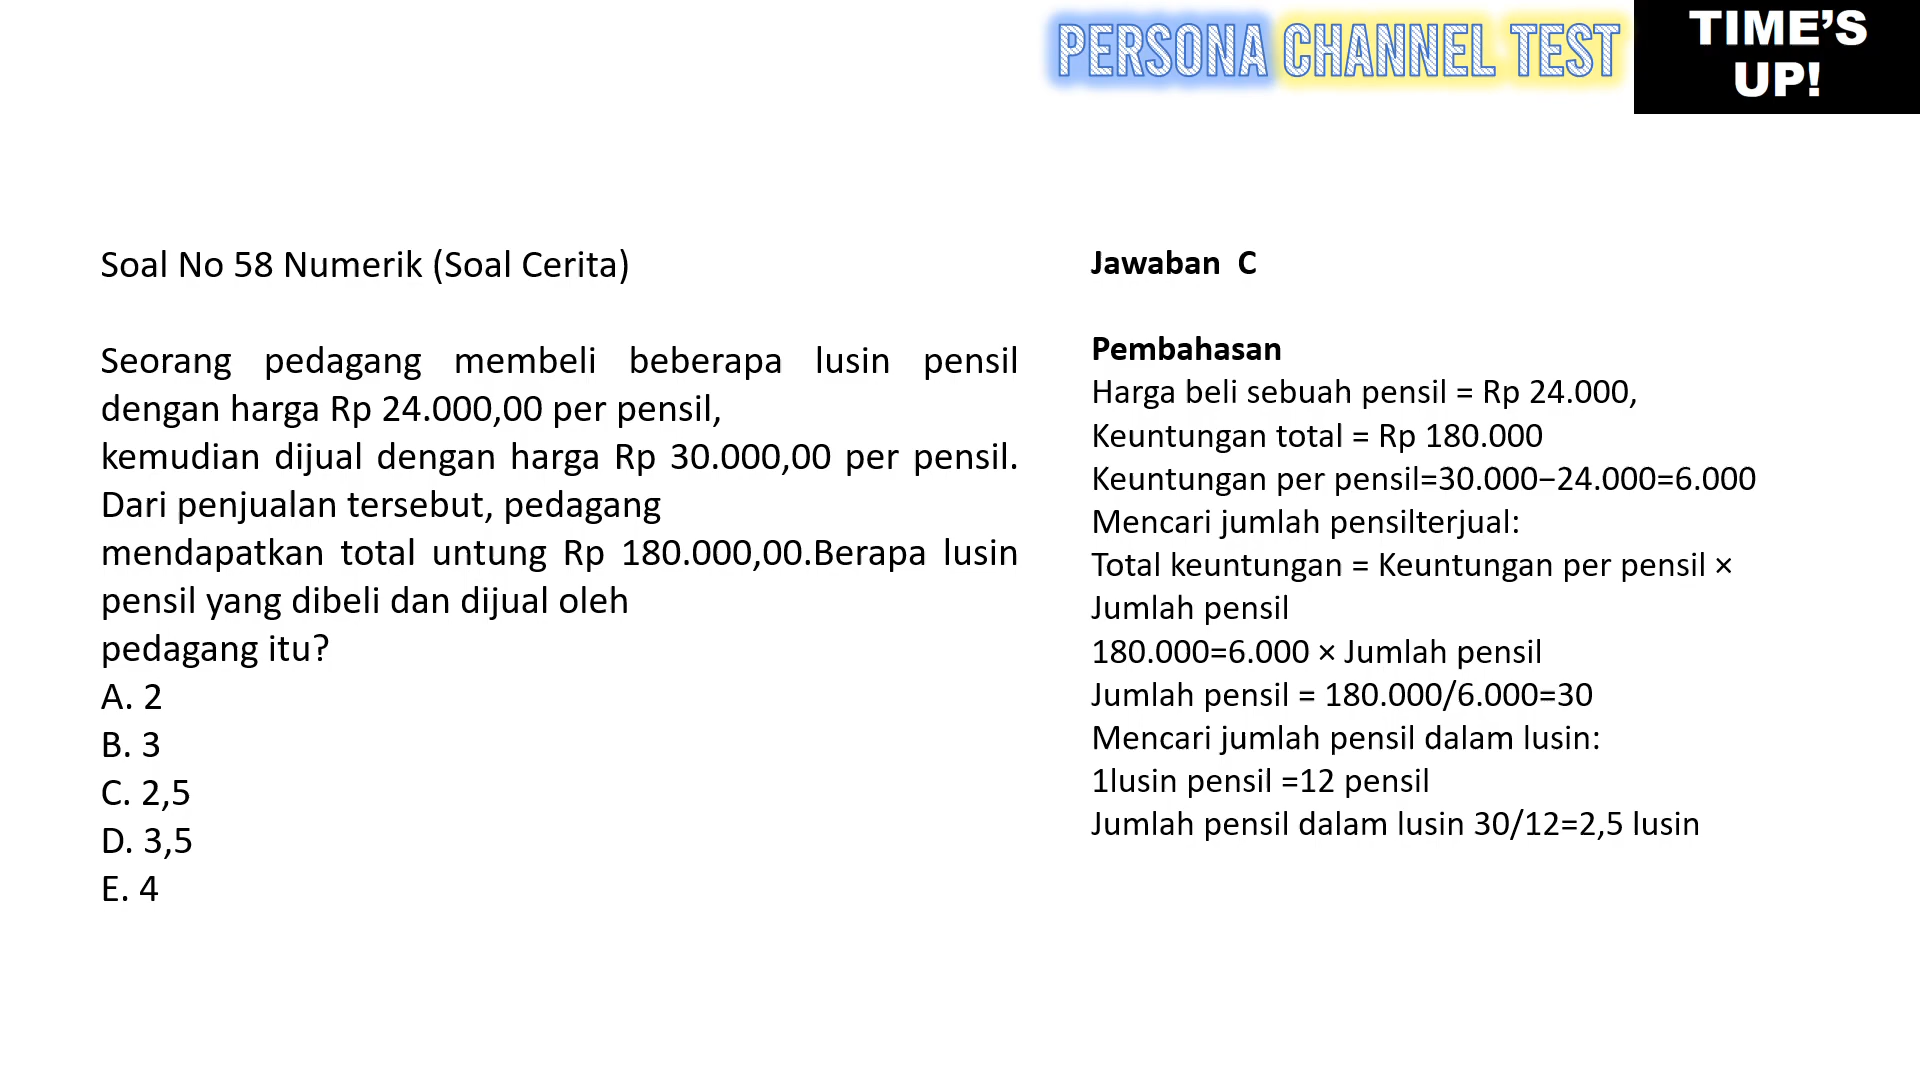 PERSONA CHANNEL TEST
TIME'S
UP!
Soal No 58 Numerik (Soal Cerita)
Seorang pedagang membeli beberapa lusin pensil
dengan harga Rp 24.000,00 per pensil,
kemudian dijual dengan harga Rp 30.000,00 per pensil.
Dari penjualan tersebut, pedagang
mendapatkan total untung Rp 180.000,00.Berapa lusin
pensil yang dibeli dan dijual oleh
pedagang itu?
A. 2
B. 3
C. 2,5
D. 3,5
E. 4
Jawaban  C
Pembahasan
Harga beli sebuah pensil = Rp 24.000,
Keuntungan total = Rp 180.000
Keuntungan per pensil=30.000−24.000=6.000
Mencari jumlah pensilterjual:
Total keuntungan = Keuntungan per pensil ×
Jumlah pensil
180.000=6.000 × Jumlah pensil
Jumlah pensil = 180.000/6.000=30
Mencari jumlah pensil dalam lusin:
1lusin pensil =12 pensil
Jumlah pensil dalam lusin 30/12=2,5 lusin